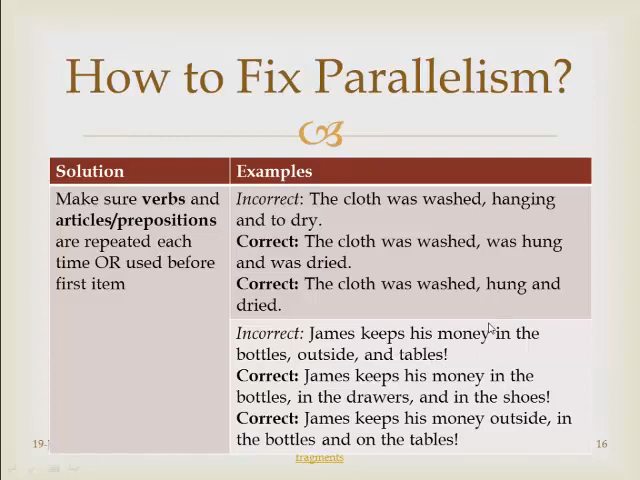 How to Fix Parallelism?
Solution
Examples
Make sure verbs and
articles/prepositions
are repeated each
time OR used before
first item
Incorrect: The cloth was washed, hanging
and to dry.
Correct: The cloth was washed, was hung
and was dried.
Correct: The cloth was washed, hung and
dried.
Incorrect: James keeps his money in the
bottles, outside, and tables!
Correct: James keeps his money in the
bottles, in the drawers, and in the shoes!
Correct: James keeps his money outside, in
the bottles and on the tables!
fragments
16